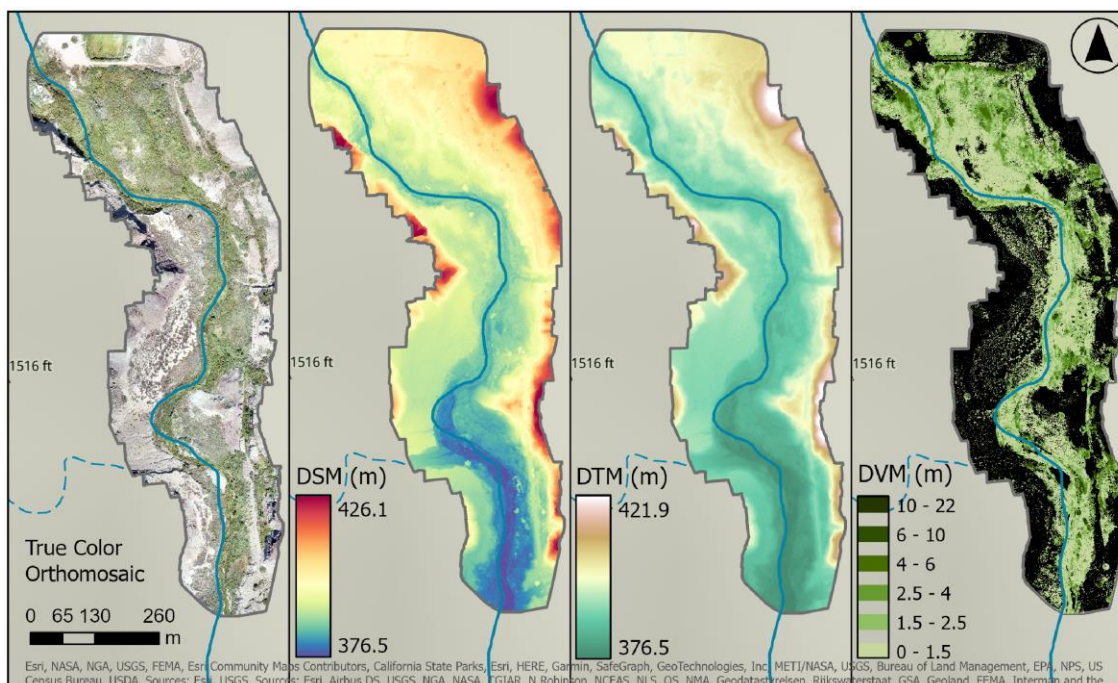 1516 ft
1516 ft
1516 ft
True Color
Orthomosaic
0 65 130 260
m
DSM (m)
426.1
376.5
DTM (m)
421.9
376.5
DVM (m)
10 - 22
6 - 10
4 - 6
2.5 - 4
1.5 - 2.5
0 - 1.5
Esri, NASA, NGA, USGS, FEMA, Esri Community Maps Contributors, California State Parks, Esri, HERE, Garmin, SafeGraph, GeoTechnologies, Inc, METI/NASA, USGS, Bureau of Land Management, EPA, NPS, US
Census Bureau, USDA, Sources: Esri, USGS, Sources: Esri, Airbus DS, USGS, NGA, NASA, CGIAR, N Robinson, NCEAS, NLS, OS, NMA, Geodatastyrelsen, Rijkswaterstaat, GSA, Geoland, FEMA, Intermap and the